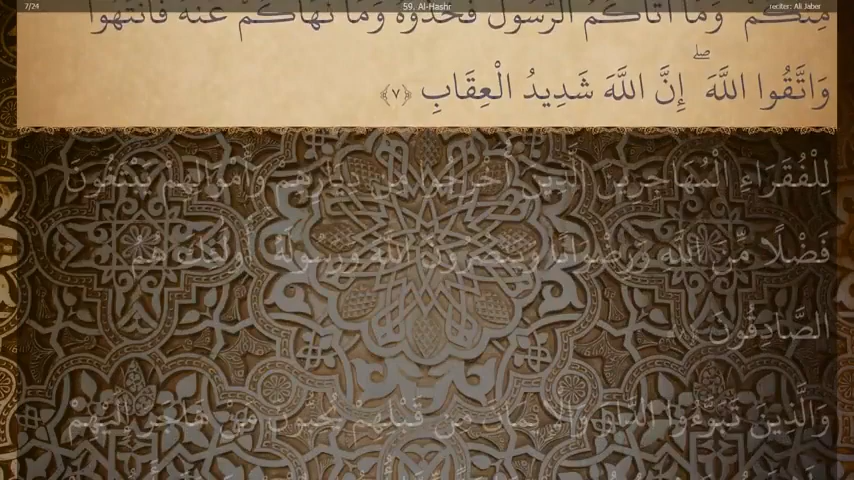 7/24 59. Al-Hashr reciter: Ali Jaber
مِنكُمْ وَمَا آتَاكُمُ الرَّسُولُ فَخُذُوهُ وَمَا نَهَاكُمْ عَنْهُ فَانتَهُوا
وَاتَّقُوا اللَّهَ ۖ إِنَّ اللَّهَ شَدِيدُ الْعِقَابِ ﴿٧﴾
لِلْفُقَرَاءِ الْمُهَاجِرِينَ الَّذِينَ أُخْرِجُوا مِن دِيَارِهِمْ وَأَمْوَالِهِمْ يَبْتَغُونَ
فَضْلًا مِّنَ اللَّهِ وَرِضْوَانًا وَيَنصُرُونَ اللَّهَ وَرَسُولَهُ أُولَٰئِكَ هُمُ
الصَّادِقُونَ
وَالَّذِينَ تَبَوَّءُوا الدَّارَ وَالْإِيمَانَ مِن قَبْلِهِمْ يُحِبُّونَ مَنْ هَاجَرَ إِلَيْهِمْ